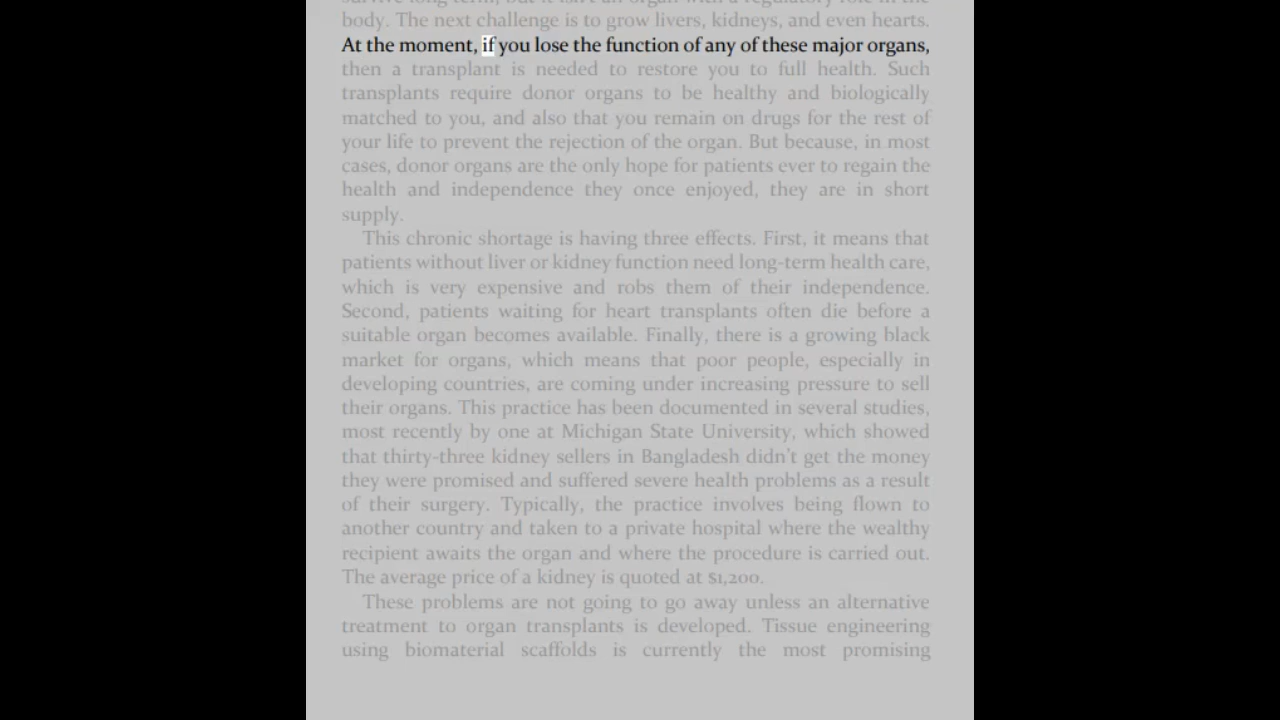 survive long term, but it isn't an organ with a regulatory role in the
body. The next challenge is to grow livers, kidneys, and even hearts.
At the moment, if you lose the function of any of these major organs,
then a transplant is needed to restore you to full health. Such
transplants require donor organs to be healthy and biologically
matched to you, and also that you remain on drugs for the rest of
your life to prevent the rejection of the organ. But because, in most
cases, donor organs are the only hope for patients ever to regain the
health and independence they once enjoyed, they are in short
supply.
This chronic shortage is having three effects. First, it means that
patients without liver or kidney function need long-term health care,
which is very expensive and robs them of their independence.
Second, patients waiting for heart transplants often die before a
suitable organ becomes available. Finally, there is a growing black
market for organs, which means that poor people, especially in
developing countries, are coming under increasing pressure to sell
their organs. This practice has been documented in several studies,
most recently by one at Michigan State University, which showed
that thirty-three kidney sellers in Bangladesh didn't get the money
they were promised and suffered severe health problems as a result
of their surgery. Typically, the practice involves being flown to
another country and taken to a private hospital where the wealthy
recipient awaits the organ and where the procedure is carried out.
The average price of a kidney is quoted at $1,200.
These problems are not going to go away unless an alternative
treatment to organ transplants is developed. Tissue engineering
using biomaterial scaffolds is currently the most promising